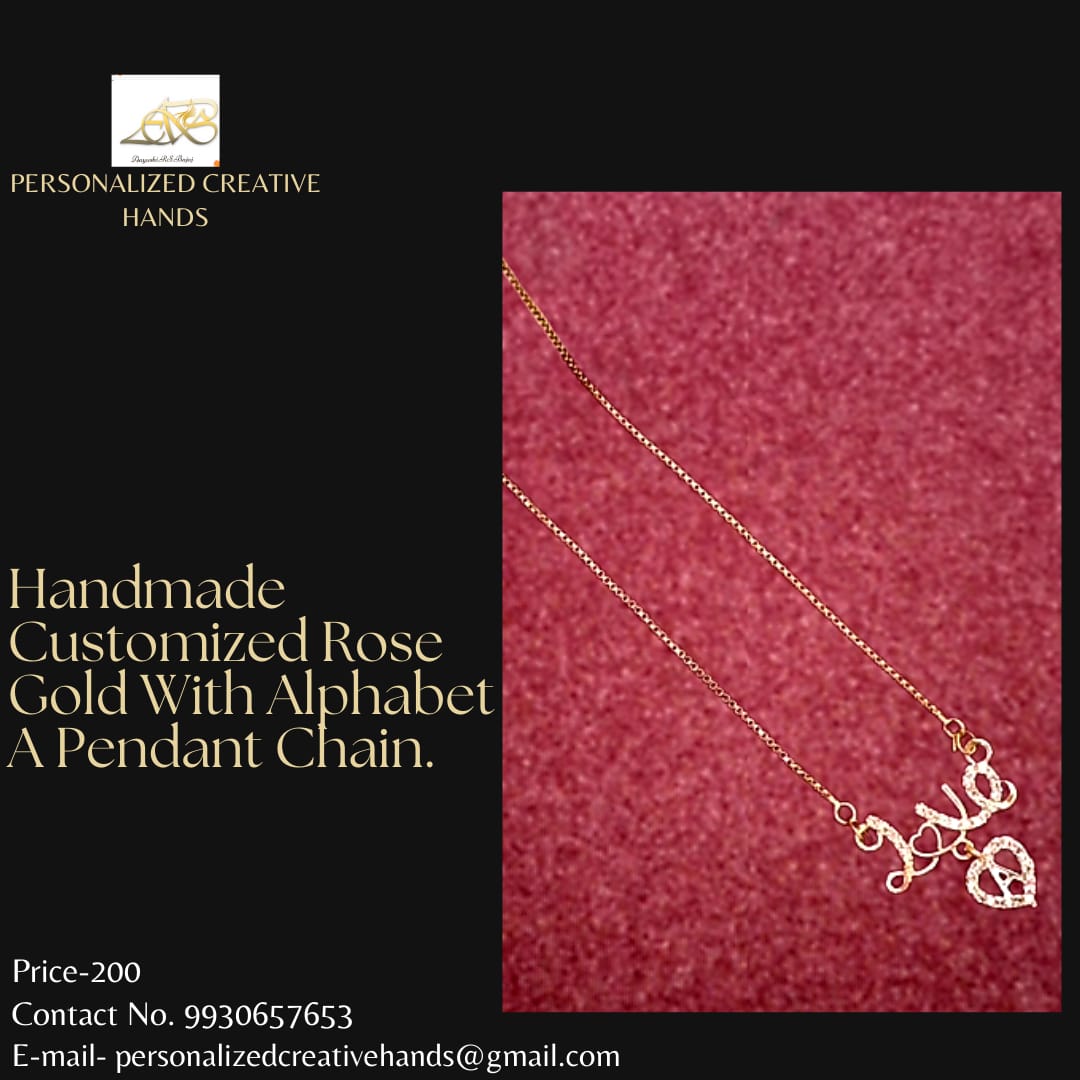 PERSONALIZED CREATIVE
HANDS
Handmade
Customized Rose
Gold With Alphabet
A Pendant Chain.
Love
A
Price-200
Contact No. 9930657653
E-mail- personalizedcreativehands@gmail.com